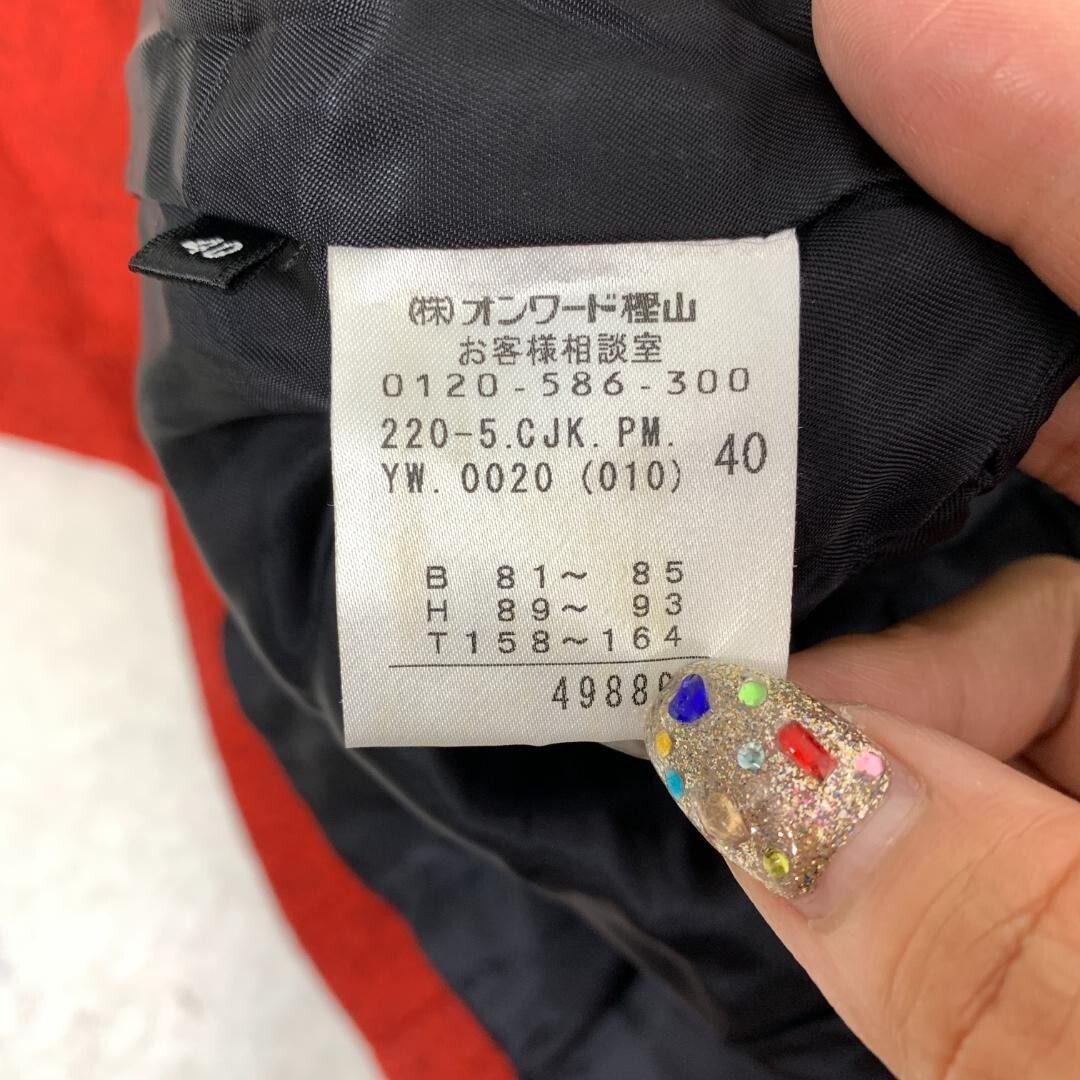 (株)オンワード樫山
お客様相談室
0120-586-300
220-5.CJK.PM.
YW.0020 (010)
40
B 81～ 85
H 89～ 93
T158～164
40